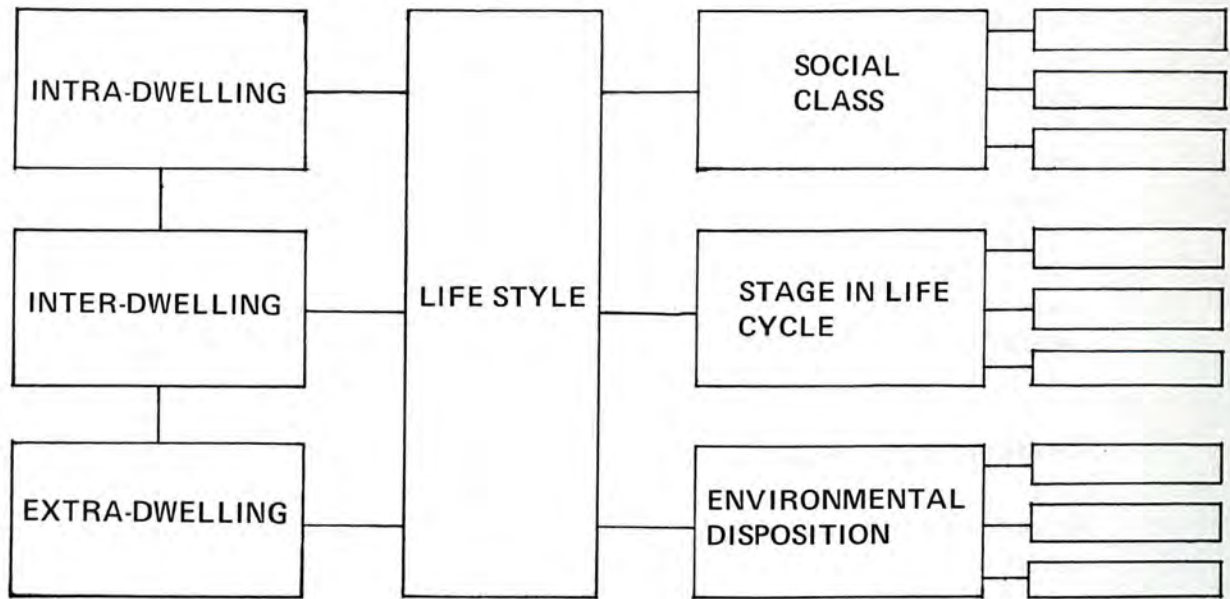 INTRA-DWELLING
INTER-DWELLING
EXTRA-DWELLING
LIFE STYLE
SOCIAL
CLASS
STAGE IN LIFE
CYCLE
ENVIRONMENTAL
DISPOSITION